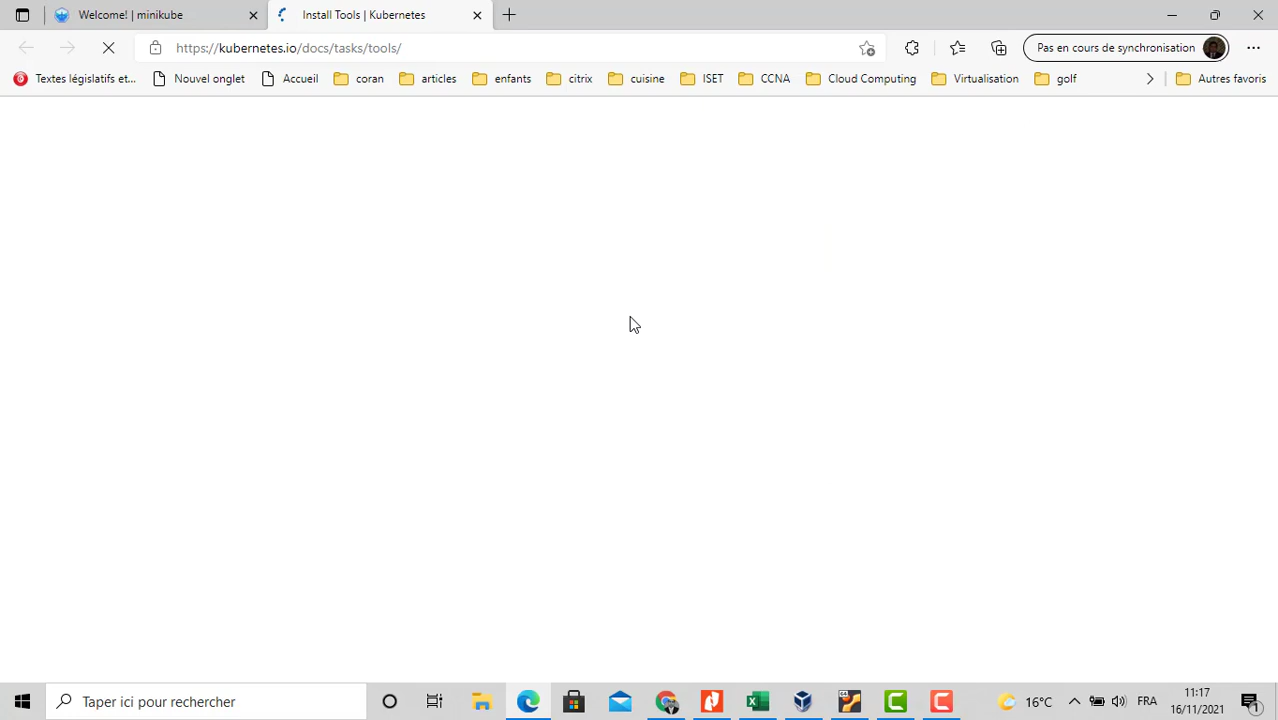 Welcome! | minikube
Install Tools | Kubernetes
https://kubernetes.io/docs/tasks/tools/
Pas en cours de synchronisation
Textes législatifs et...
Nouvel onglet
Accueil
coran
articles
enfants
citrix
cuisine
ISET
CCNA
Cloud Computing
Virtualisation
golf
Autres favoris
Taper ici pour rechercher
16°C
FRA
11:17
16/11/2021
1